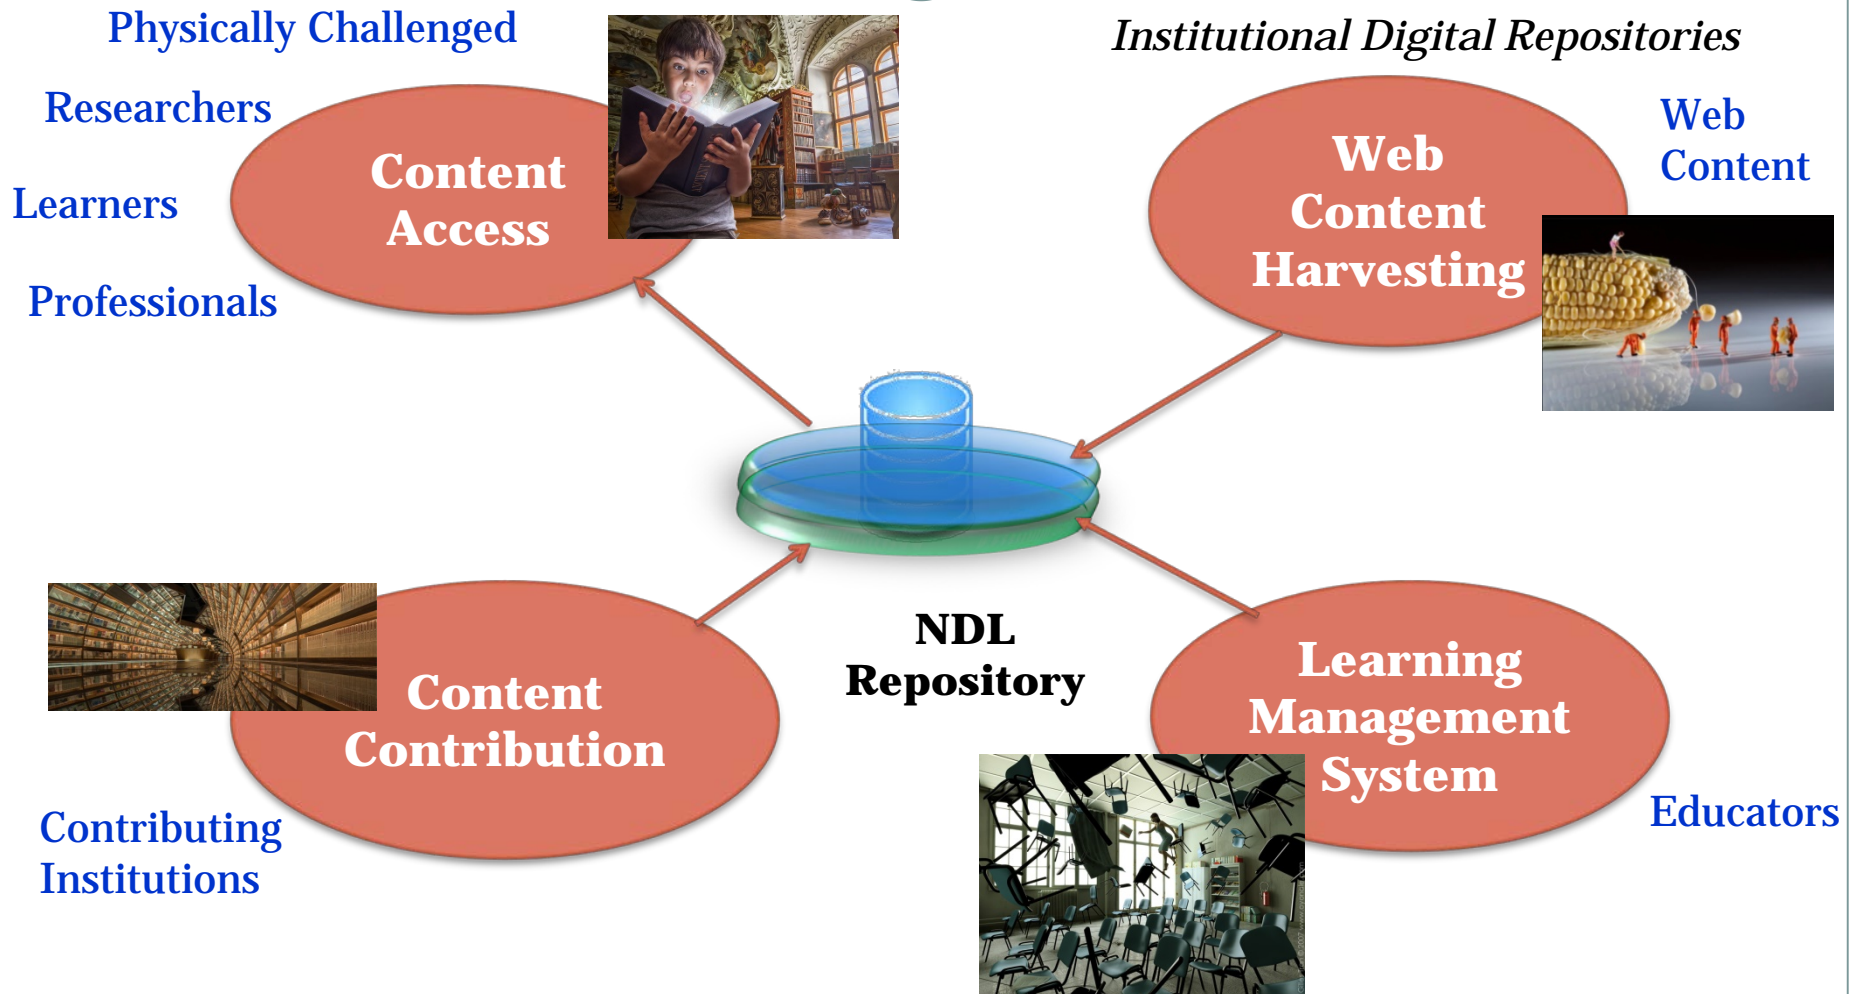 Physically Challenged
Institutional Digital Repositories
Researchers
Learners
Professionals
Content
Access
Web
Content
Harvesting
Web
Content
NDL
Repository
Content
Contribution
Contributing
Institutions
Learning
Management
System
Educators